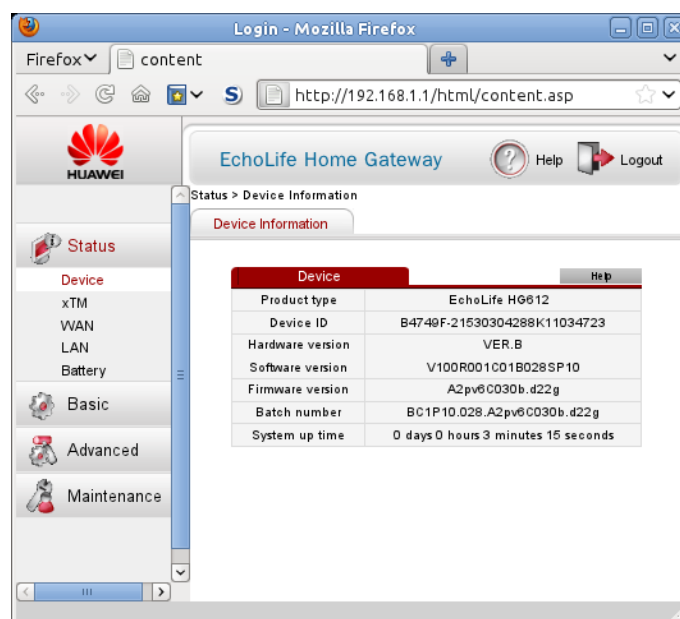 Login - Mozilla Firefox
Firefox
content
http://192.168.1.1/html/content.asp
HUAWEI
EchoLife Home Gateway
Help
Logout
Status > Device Information
Device Information
Status
Device
xTM
WAN
LAN
Battery
Basic
Advanced
Maintenance
Device Help
Product type EchoLife HG612
Device ID B4749F-21530304288K11034723
Hardware version VER.B
Software version V100R001C01B028SP10
Firmware version A2pv6C030b.d22g
Batch number BC1P10.028.A2pv6C030b.d22g
System up time 0 days 0 hours 3 minutes 15 seconds